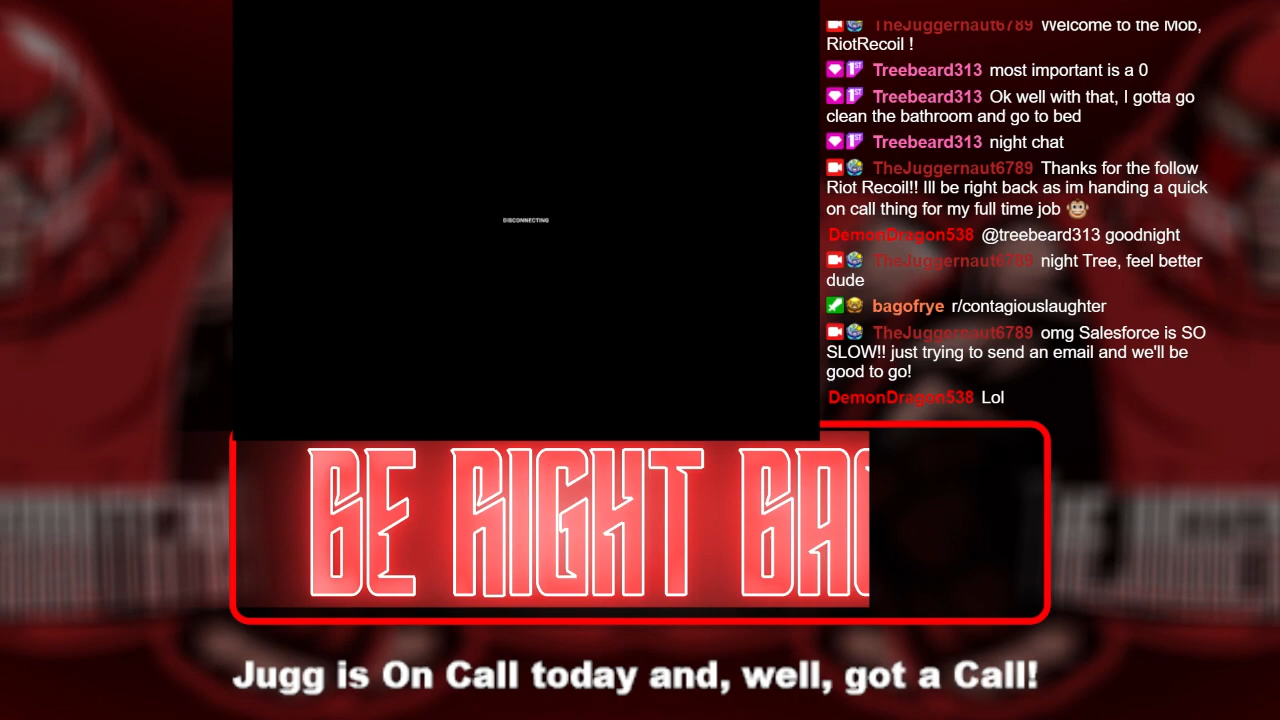 TheJuggernaut6789 Welcome to the Mob,
RiotRecoil !
Treebeard313 most important is a 0
Treebeard313 Ok well with that, I gotta go
clean the bathroom and go to bed
Treebeard313 night chat
TheJuggernaut6789 Thanks for the follow
Riot Recoil!! Ill be right back as im handing a quick
on call thing for my full time job 🐵
DemonDragon538 @treebeard313 goodnight
TheJuggernaut6789 night Tree, feel better
dude
bagofrye r/contagiouslaughter
TheJuggernaut6789 omg Salesforce is SO
SLOW!! just trying to send an email and we'll be
good to go!
DemonDragon538 Lol
DISCONNECTING
BE RIGHT BAC
Jugg is On Call today and, well, got a Call!